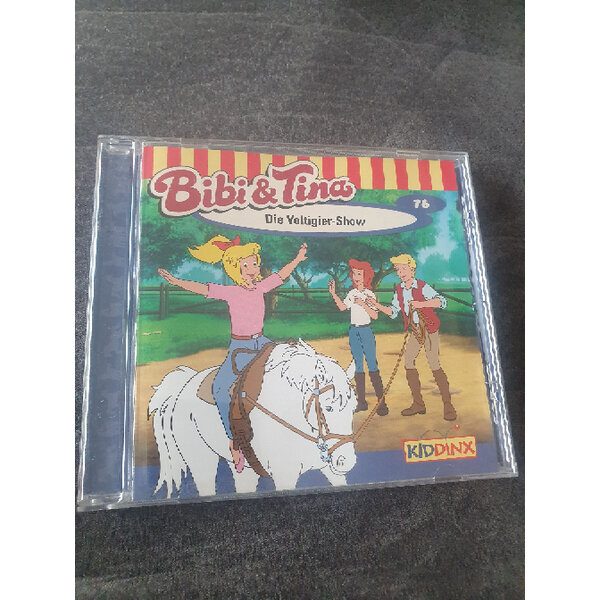 Bibi & Tina
76
Die Voltigier-Show
KIDDINX